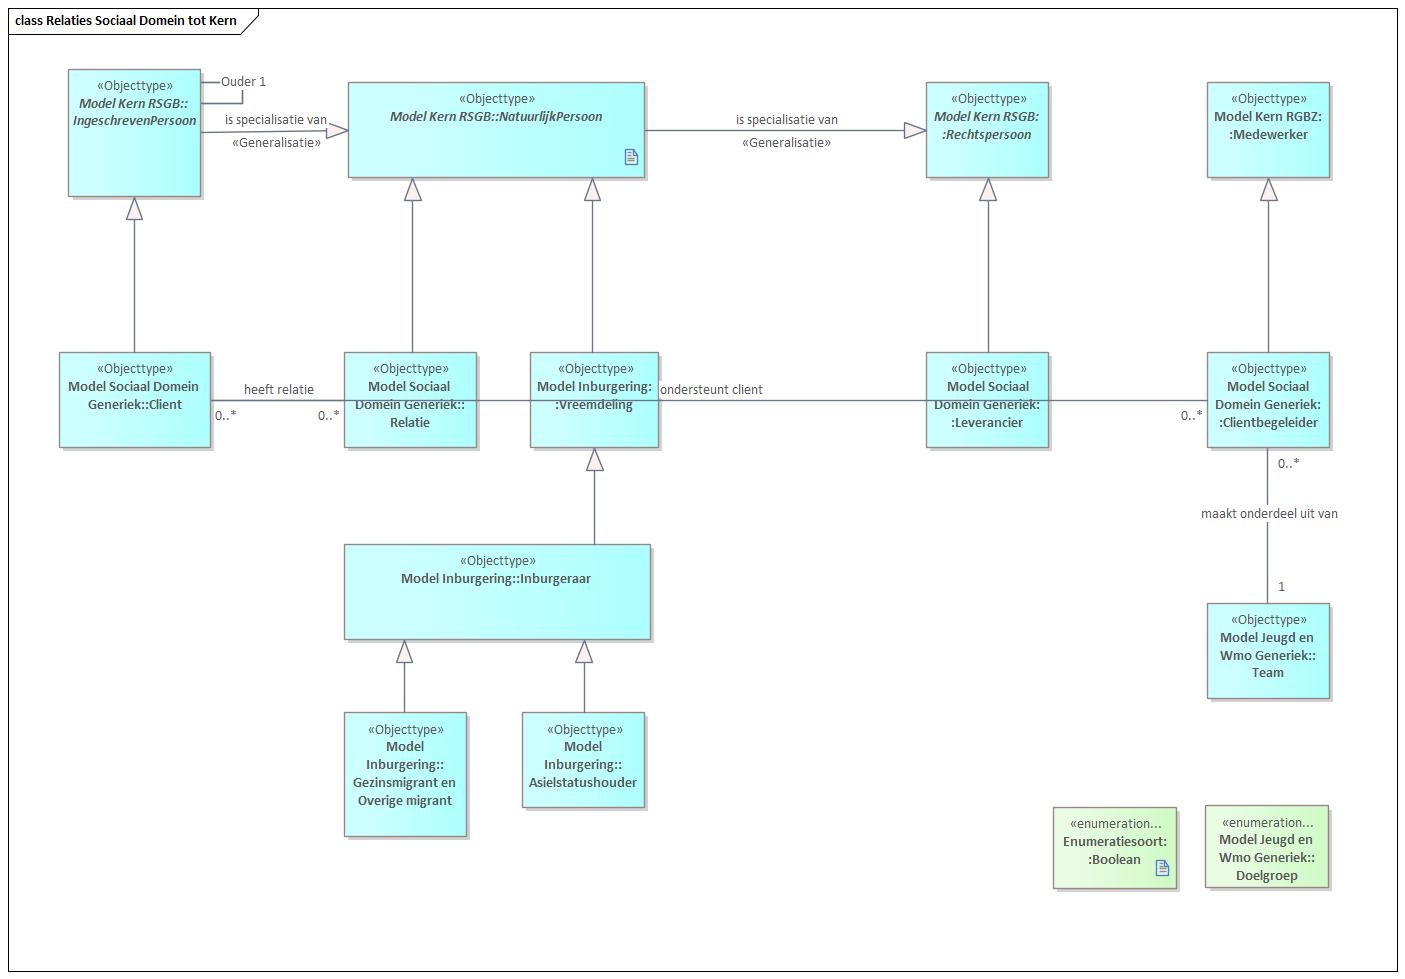 class Relaties Sociaal Domein tot Kern
«Objecttype»
Model Kern RSGB::
IngeschrevenPersoon
Ouder 1
is specialisatie van
«Generalisatie»
«Objecttype»
Model Kern RSGB::NatuurlijkPersoon
is specialisatie van
«Generalisatie»
«Objecttype»
Model Kern RSGB:
:Rechtspersoon
«Objecttype»
Model Kern RGBZ:
:Medewerker
«Objecttype»
Model Sociaal Domein
Generiek::Client
heeft relatie
0..*
0..*
«Objecttype»
Model Sociaal
Domein Generiek::
Relatie
«Objecttype»
Model Inburgering:
:Vreemdeling
ondersteunt client
«Objecttype»
Model Sociaal
Domein Generiek:
:Leverancier
0..*
«Objecttype»
Model Sociaal
Domein Generiek:
:Clientbegeleider
0..*
maakt onderdeel uit van
1
«Objecttype»
Model Inburgering::Inburgeraar
«Objecttype»
Model Jeugd en
Wmo Generiek::
Team
«Objecttype»
Model
Inburgering::
Gezinsmigrant en
Overige migrant
«Objecttype»
Model
Inburgering::
Asielstatushouder
«enumeration...
Enumeratiesoort:
:Boolean
«enumeration...
Model Jeugd en
Wmo Generiek::
Doelgroep